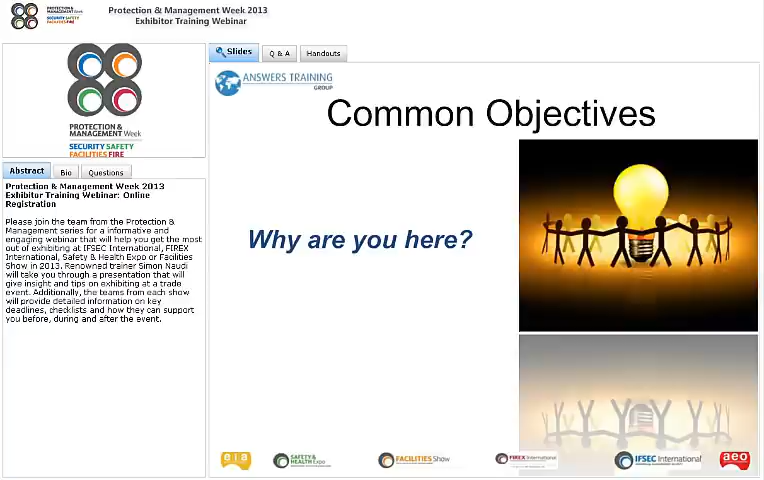 PROTECTION &
MANAGEMENT Week
SECURITY SAFETY
FACILITIES FIRE
Protection & Management Week 2013
Exhibitor Training Webinar
PROTECTION &
MANAGEMENT Week
SECURITY SAFETY
FACILITIES FIRE
Abstract
Bio
Questions
Protection & Management Week 2013
Exhibitor Training Webinar: Online
Registration
Please join the team from the Protection &
Management series for a informative and
engaging webinar that will help you get the most
out of exhibiting at IFSEC International, FIREX
International, Safety & Health Expo or Facilities
Show in 2013. Renowned trainer Simon Naudi
will take you through a presentation that will
give insight and tips on exhibiting at a trade
event. Additionally, the teams from each show
will provide detailed information on key
deadlines, checklists and how they can support
you before, during and after the event.
Slides
Q & A
Handouts
ANSWERS TRAINING
GROUP
Common Objectives
Why are you here?
eia
SAFETY &
HEALTH Expo
FACILITIES Show
FIREX International
IFSEC International
aeo